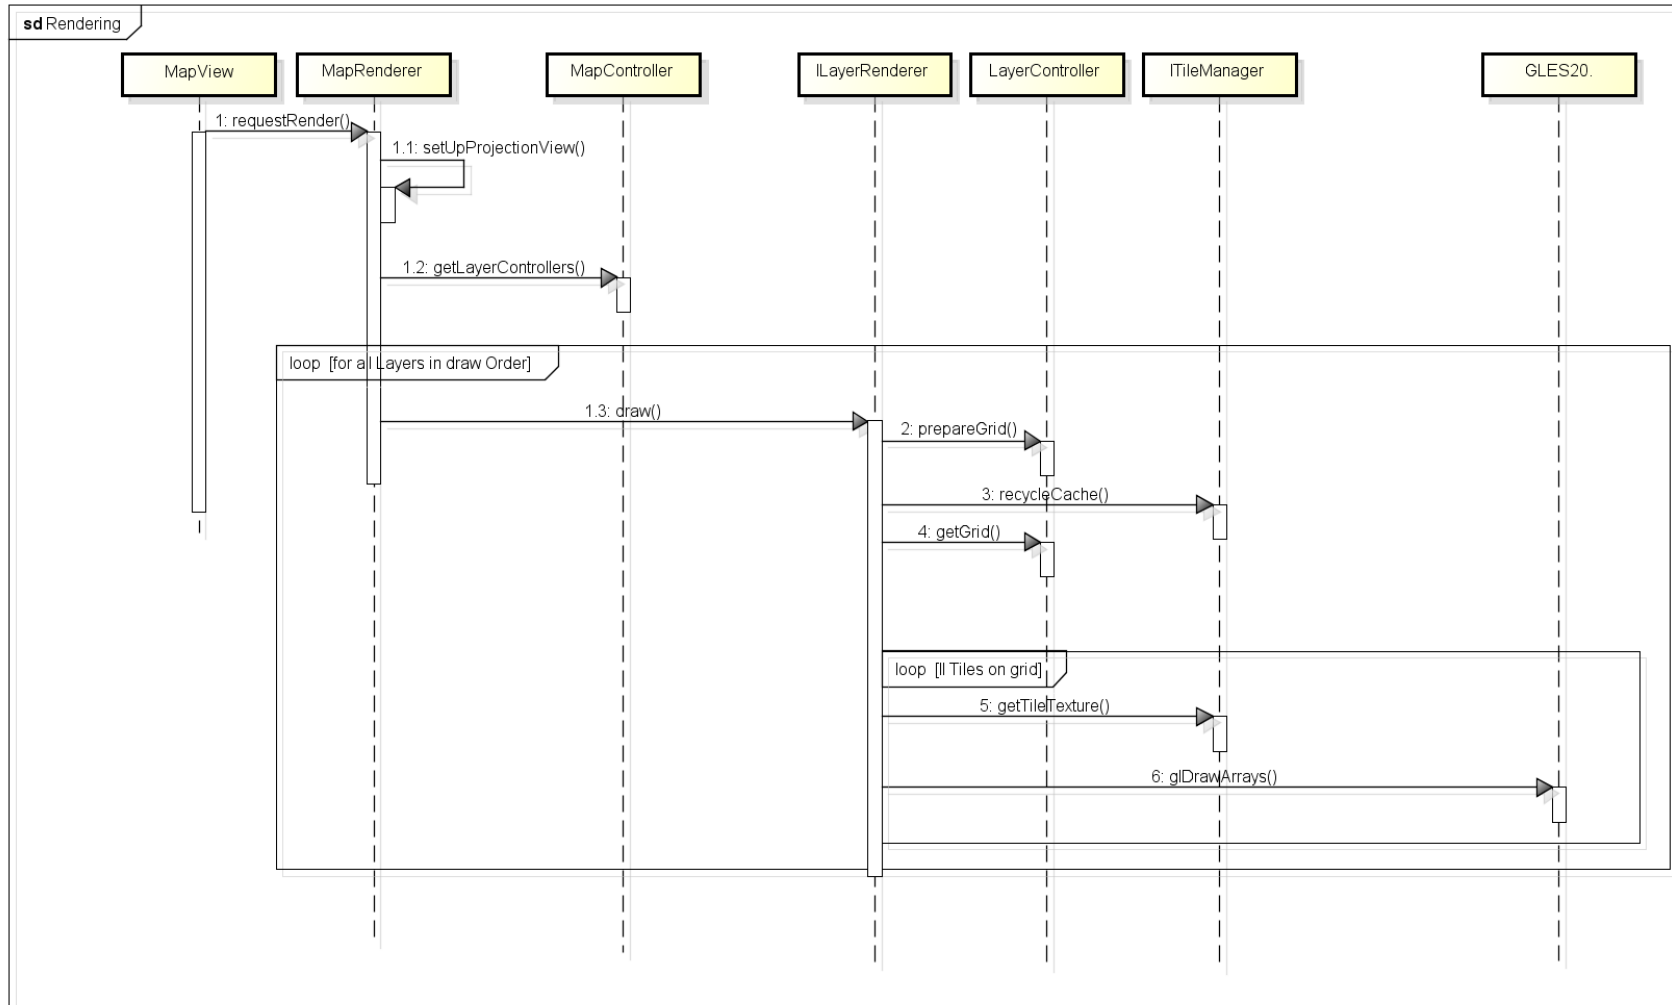 sd Rendering
MapView
MapRenderer
MapController
ILayerRenderer
LayerController
ITileManager
GLES20.
1: requestRender()
1.1: setUpProjectionView()
1.2: getLayerControllers()
loop [for all Layers in draw Order]
1.3: draw()
2: prepareGrid()
3: recycleCache()
4: getGrid()
loop [ll Tiles on grid]
5: getTileTexture()
6: glDrawArrays()